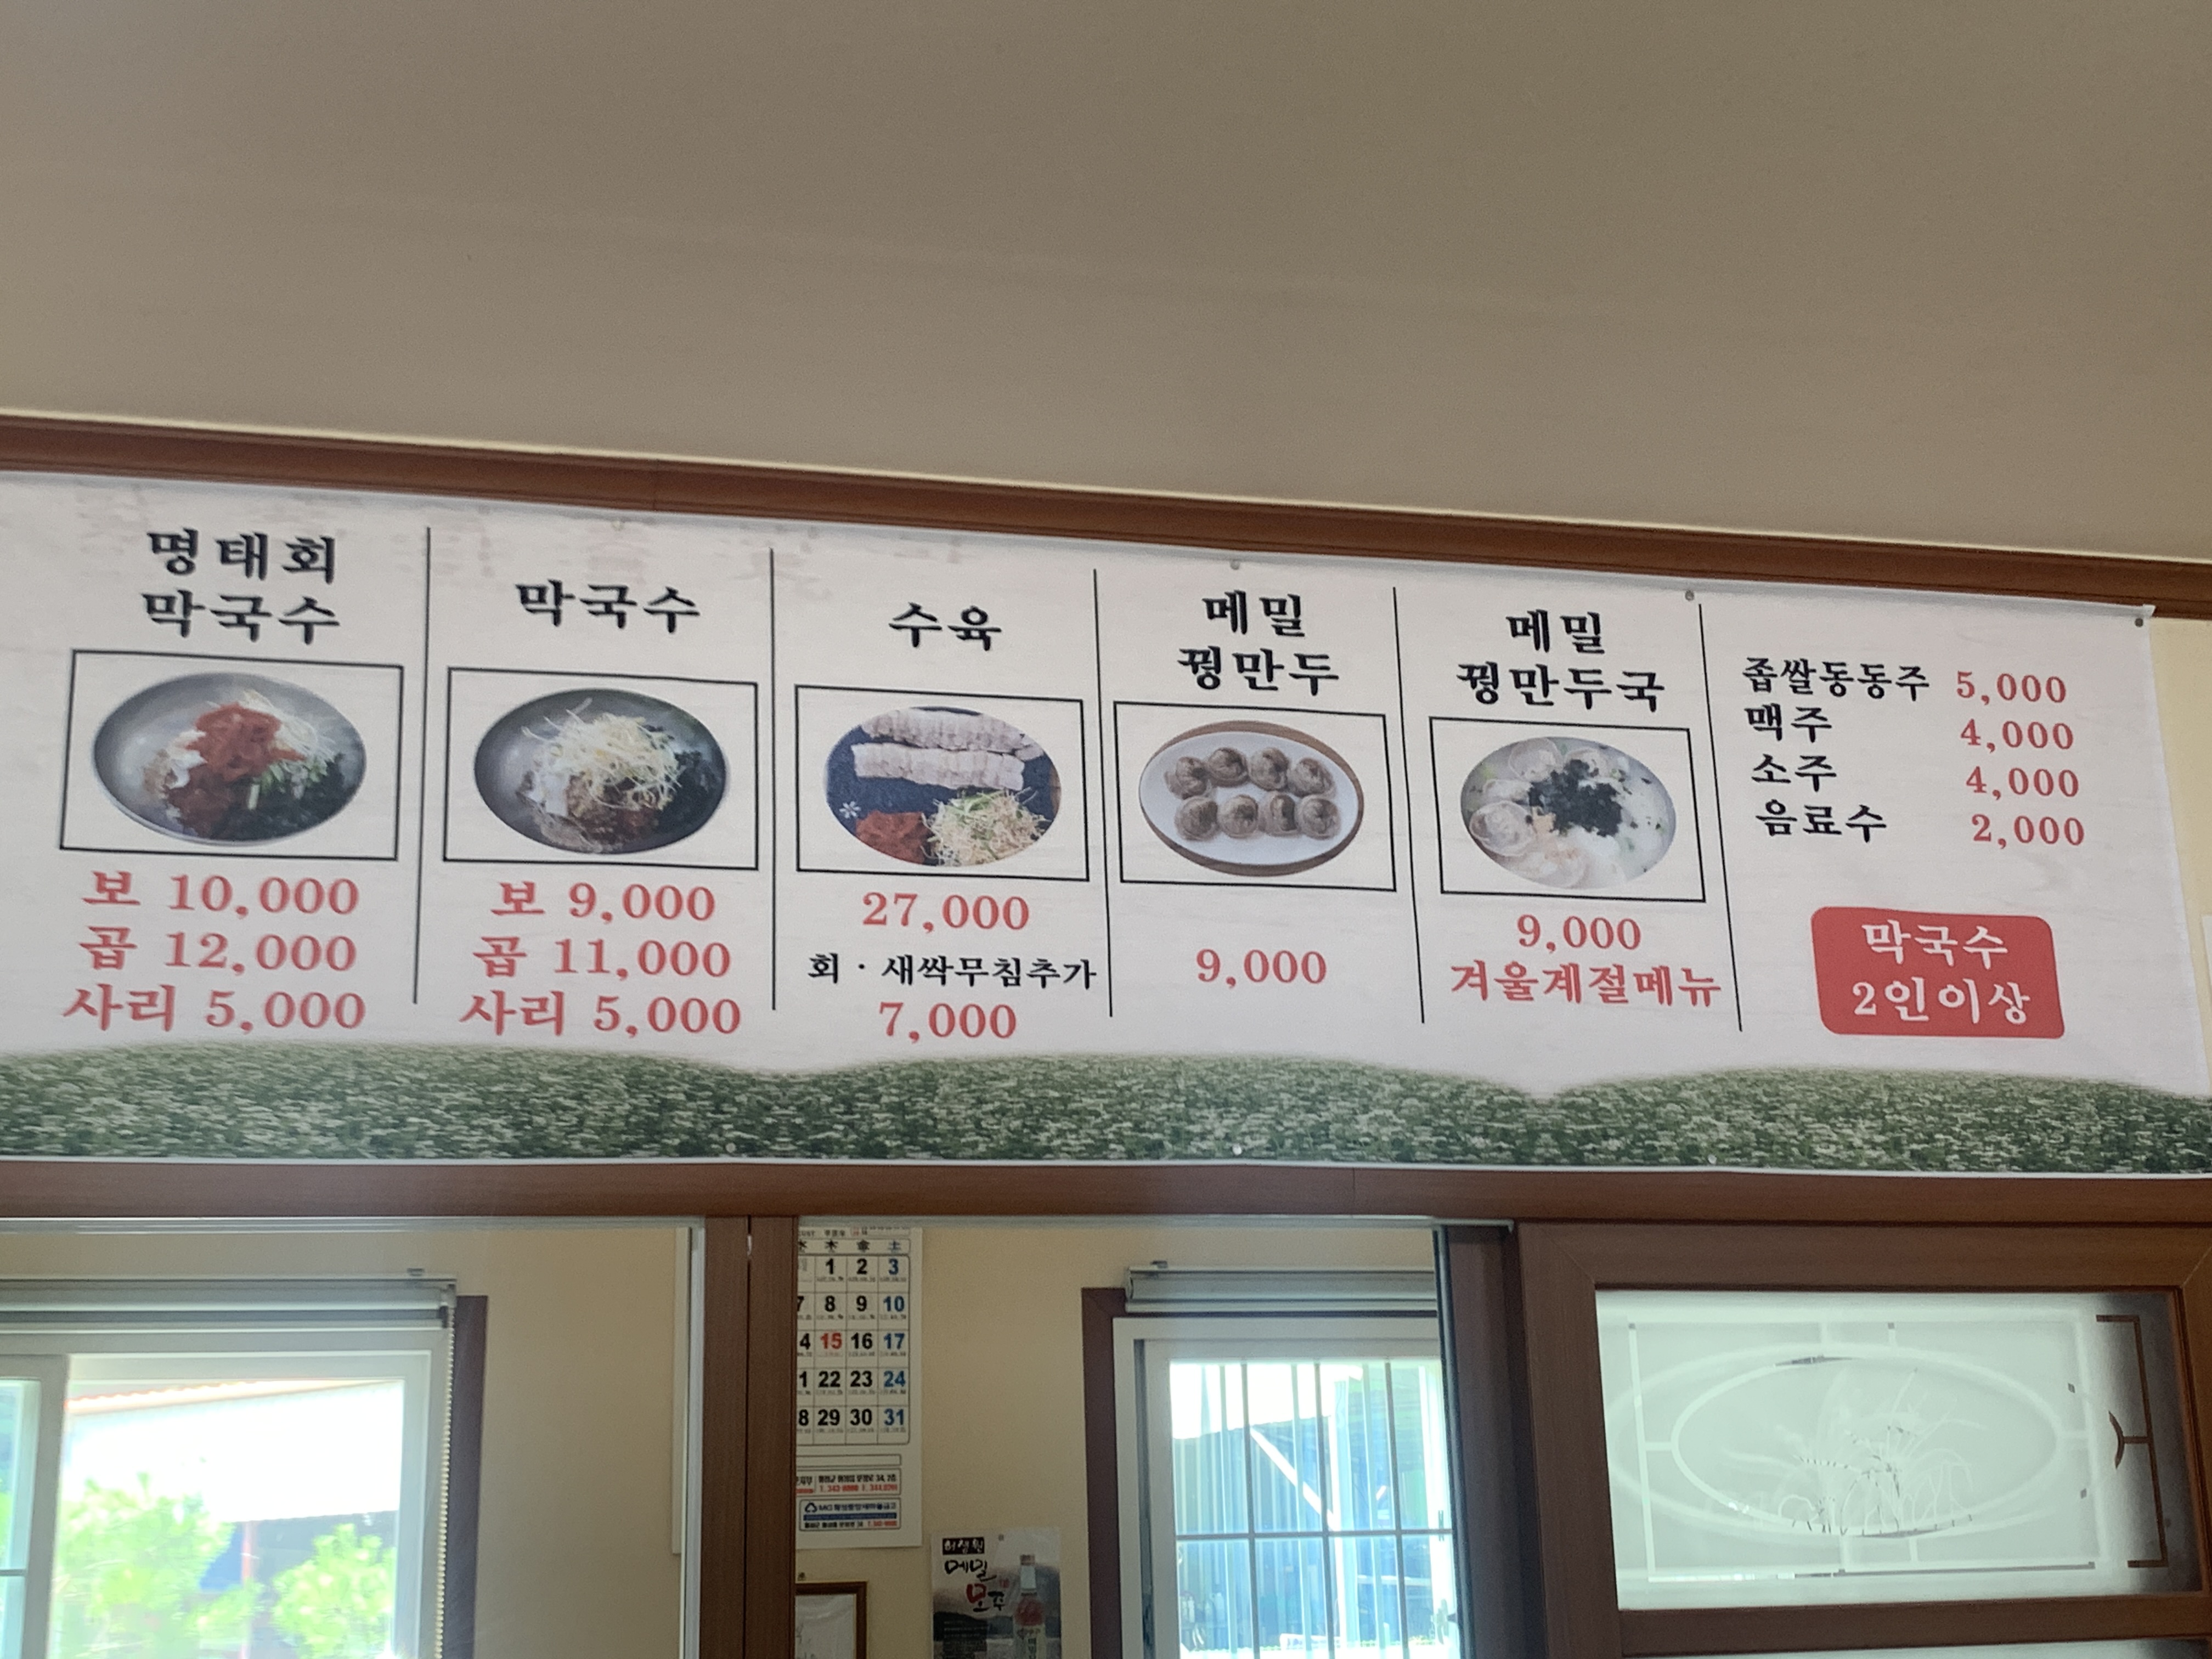 명태회
막국수
보 10,000
곱 12,000
사리 5,000
막국수
보 9,000
곱 11,000
사리 5,000
수육
27,000
회 · 새싹무침추가
7,000
메밀
꿩만두
9,000
메밀
꿩만두국
9,000
겨울계절메뉴
좁쌀동동주 5,000
맥주 4,000
소주 4,000
음료수 2,000
막국수
2인이상
木 金 土
1 2 3
7 8 9 10
4 15 16 17
1 22 23 24
8 29 30 31
메밀